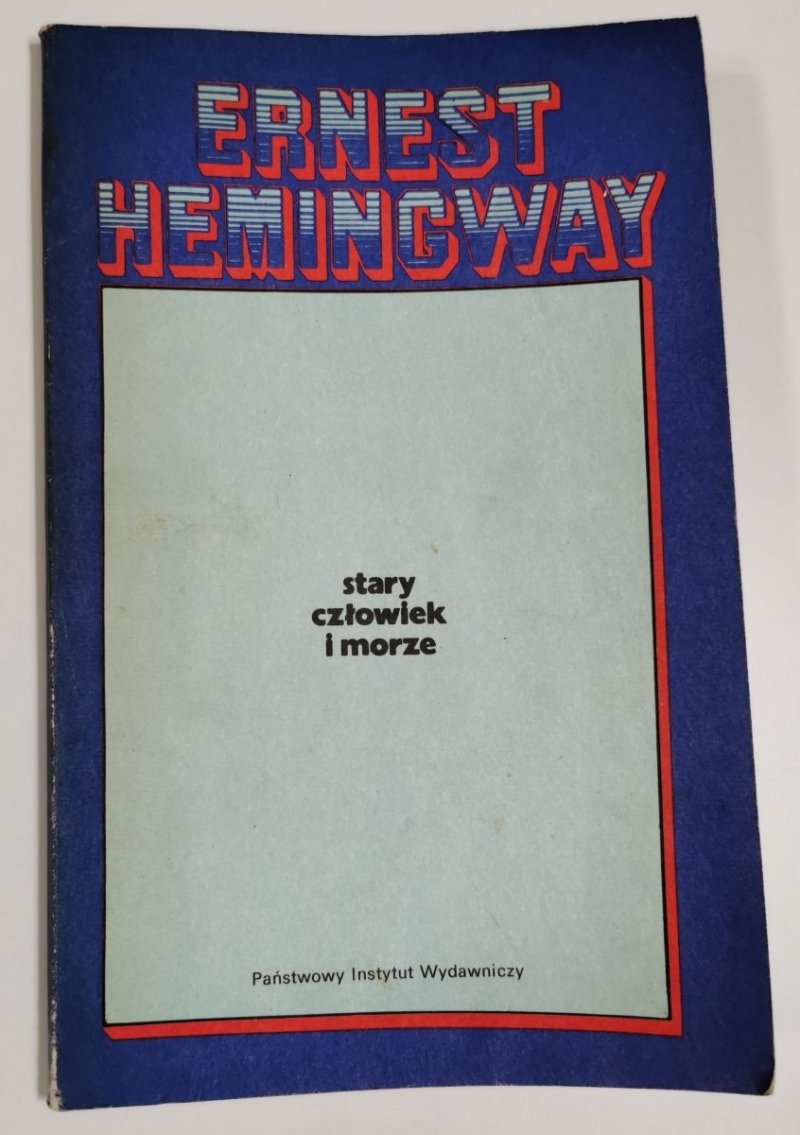 ERNEST
HEMINGWAY
stary
człowiek
i morze
Państwowy Instytut Wydawniczy